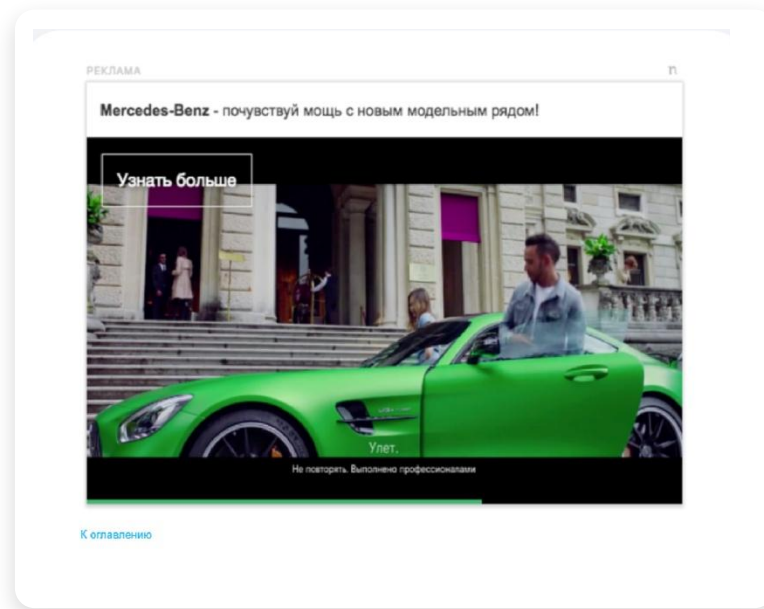 РЕКЛАМА
Mercedes-Benz - почувствуй мощь с новым модельным рядом!
Узнать больше
Улет.
Не повторять. Выполнено профессионалами
К оглавлению